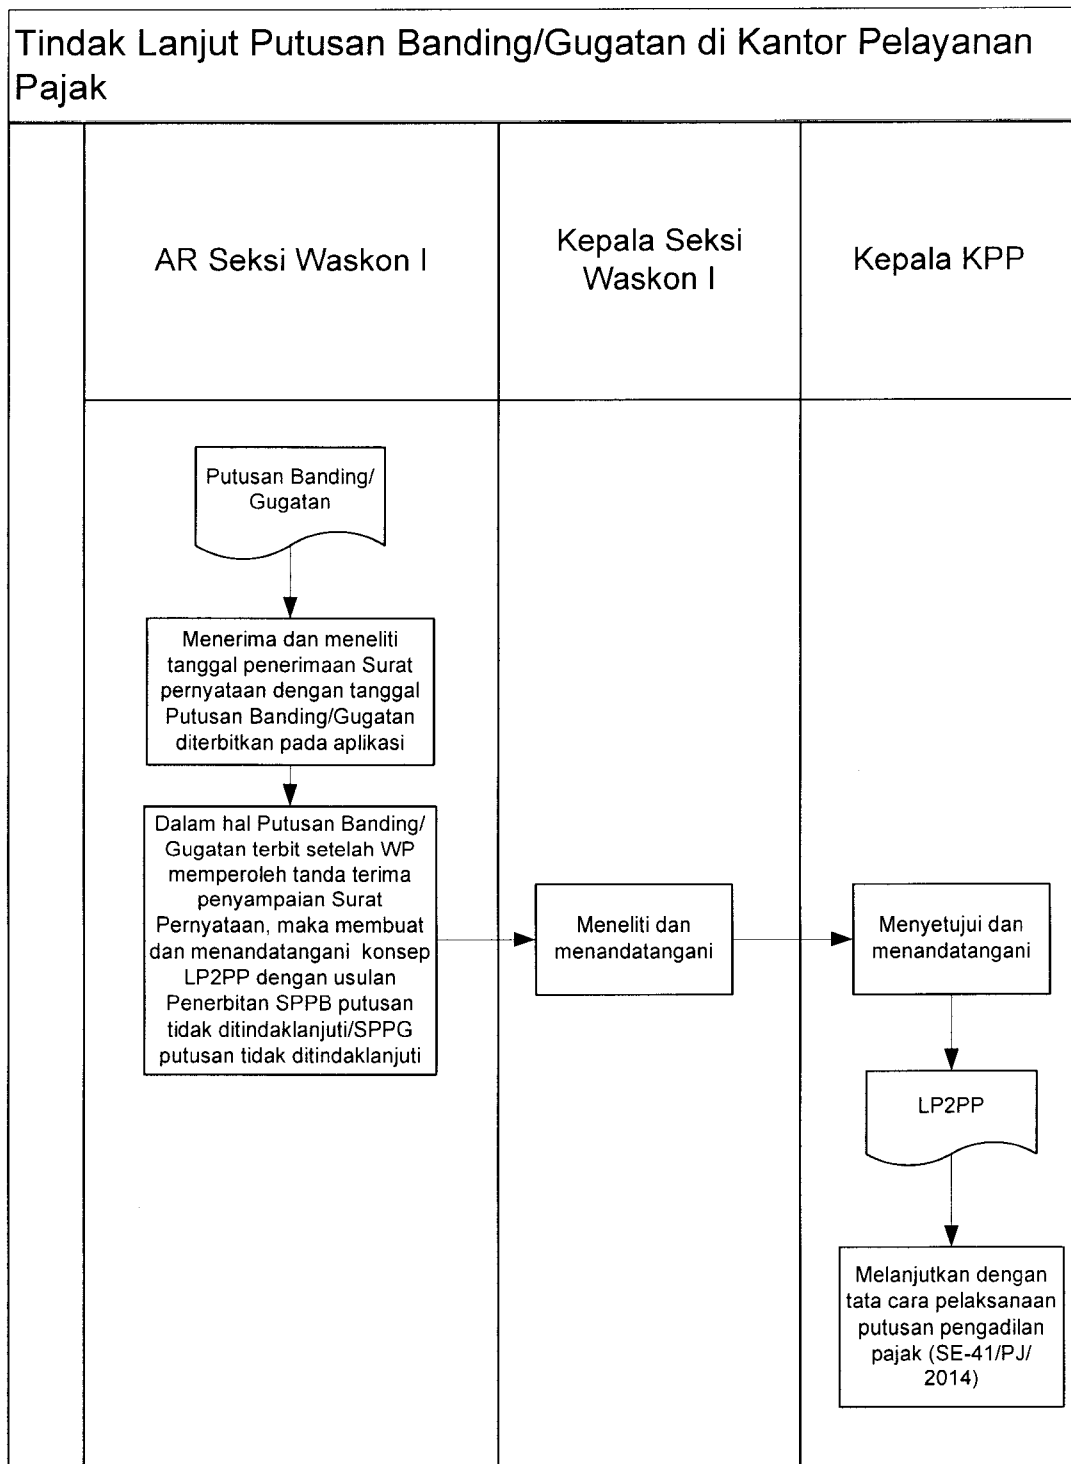 Tindak Lanjut Putusan Banding/Gugatan di Kantor Pelayanan
Pajak
AR Seksi Waskon I
Kepala Seksi
Waskon I
Kepala KPP
Putusan Banding/
Gugatan
Menerima dan meneliti
tanggal penerimaan Surat
pernyataan dengan tanggal
Putusan Banding/Gugatan
diterbitkan pada aplikasi
Dalam hal Putusan Banding/
Gugatan terbit setelah WP
memperoleh tanda terima
penyampaian Surat
Pernyataan, maka membuat
dan menandatangani konsep
LP2PP dengan usulan
Penerbitan SPPB putusan
tidak ditindaklanjuti/SPPG
putusan tidak ditindaklanjuti
Meneliti dan
menandatangani
Menyetujui dan
menandatangani
LP2PP
Melanjutkan dengan
tata cara pelaksanaan
putusan pengadilan
pajak (SE-41/PJ/
2014)